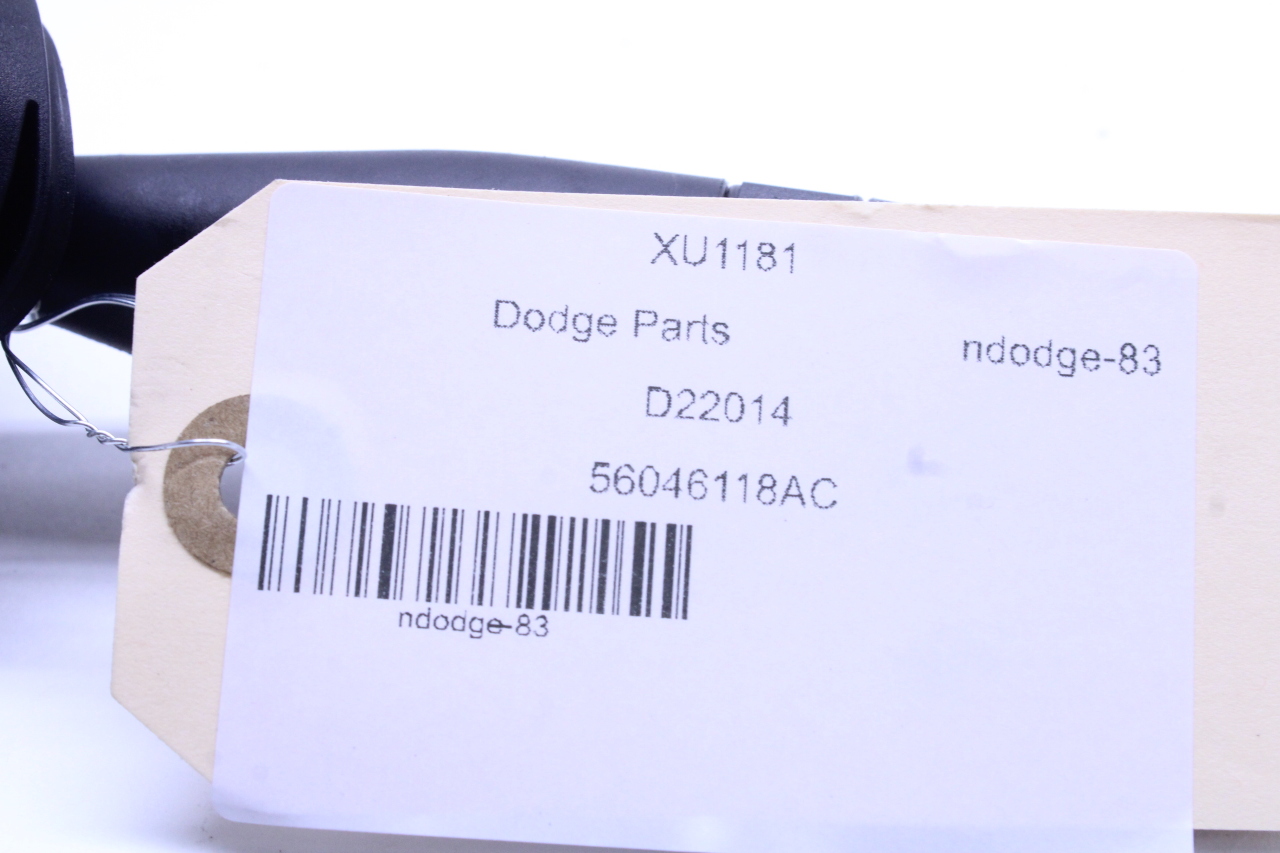 XU1181
Dodge Parts
ndodge-83
D22014
56046118AC
ndodge-83